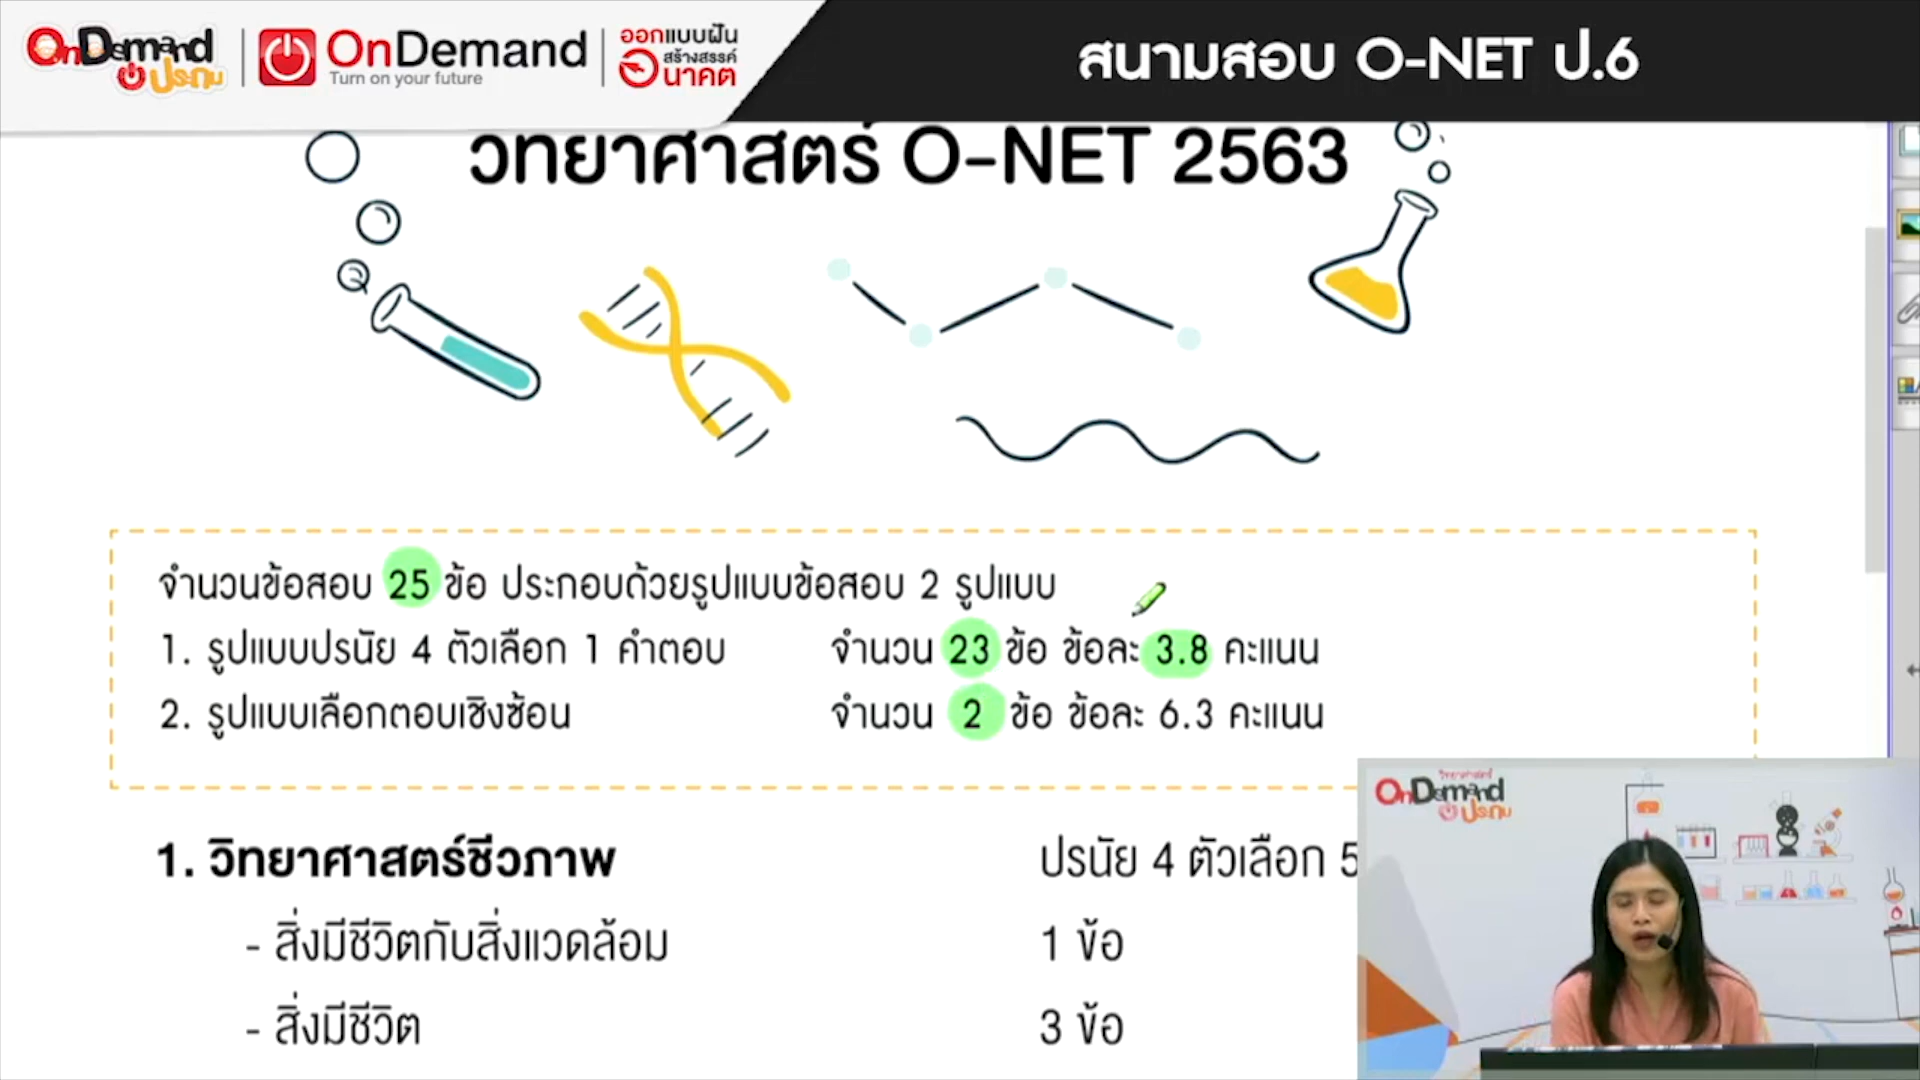 OnDemand ประถม
OnDemand
Turn on your future
ออกแบบฝัน
สร้างสรรค์
อนาคต
สนามสอบ O-NET ป.6
วิทยาศาสตร์ O-NET 2563
จำนวนข้อสอบ 25 ข้อ ประกอบด้วยรูปแบบข้อสอบ 2 รูปแบบ
1. รูปแบบปรนัย 4 ตัวเลือก 1 คำตอบ จำนวน 23 ข้อ ข้อละ 3.8 คะแนน
2. รูปแบบเลือกตอบเชิงซ้อน จำนวน 2 ข้อ ข้อละ 6.3 คะแนน
1. วิทยาศาสตร์ชีวภาพ ปรนัย 4 ตัวเลือก 5
- สิ่งมีชีวิตกับสิ่งแวดล้อม 1 ข้อ
- สิ่งมีชีวิต 3 ข้อ
วิทยาศาสตร์
OnDemand
ประถม